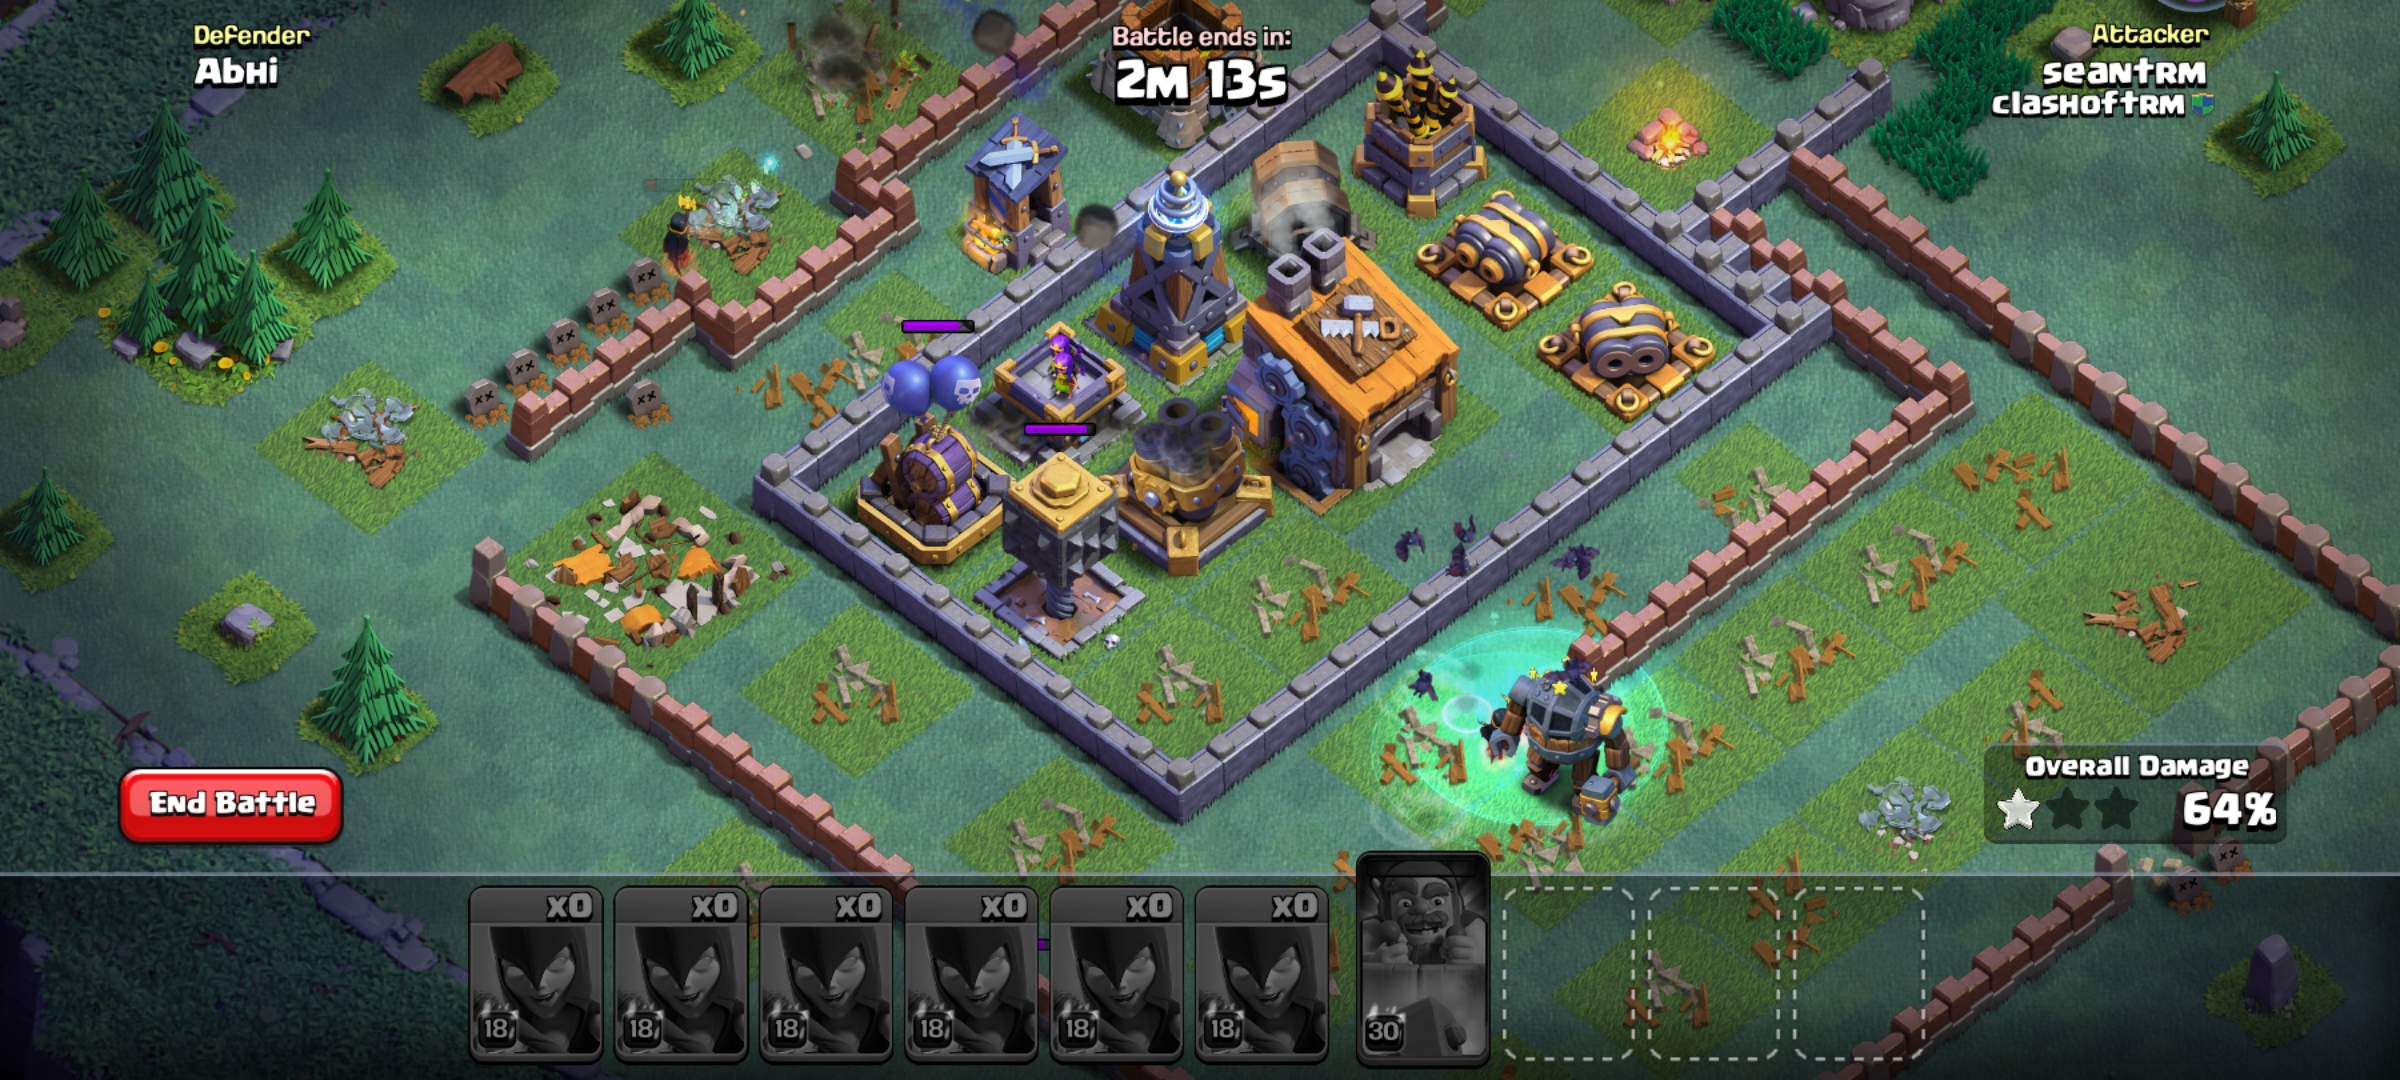 Defender
Abhi
Battle ends in:
2m 13s
Attacker
seantrm
clashoftrm
End Battle
Overall Damage
64%
x0
x0
x0
x0
x0
x0
18
18
18
18
18
18
30